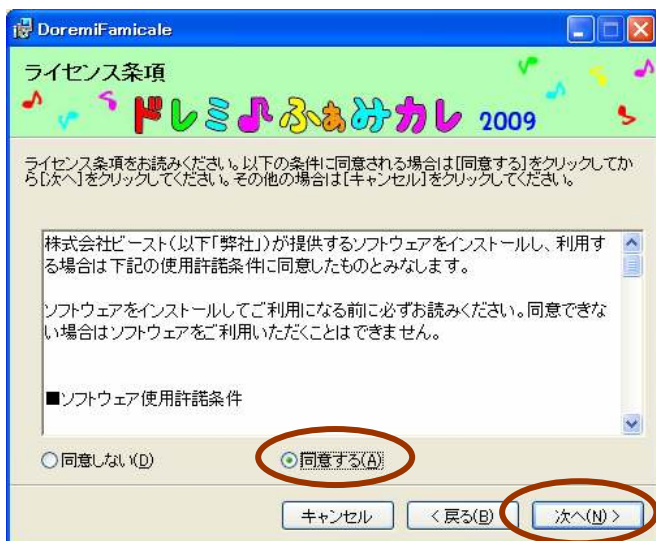 DoremiFamicale
ライセンス条項
ドレミ♪ふぁみカレ 2009
ライセンス条項をお読みください。以下の条件に同意される場合は[同意する]をクリックしてか
ら[次へ]をクリックしてください。その他の場合は[キャンセル]をクリックしてください。
株式会社ビースト(以下「弊社」)が提供するソフトウェアをインストールし、利用す
る場合は下記の使用許諾条件に同意したものとみなします。
ソフトウェアをインストールしてご利用になる前に必ずお読みください。同意できな
い場合はソフトウェアをご利用いただくことはできません。
■ソフトウェア使用許諾条件
同意しない(D) 同意する(A)
キャンセル <戻る(B) 次へ(N)>